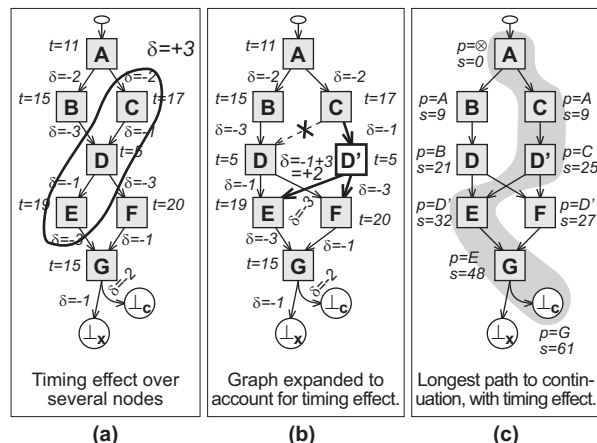 δ=+3
t=11
A
δ=-2
δ=-2
t=15
B
C
t=17
δ=-3
δ=-1
D
t=5
δ=-1
δ=-3
t=19
E
F
t=20
δ=-3
δ=-1
t=15
G
δ=-1
δ=-2
⊥c
⊥x
Timing effect over
several nodes
(a)
t=11
A
δ=-2
δ=-2
t=15
B
C
t=17
δ=-3
*
δ=-1
t=5
D
δ=-1+3
=+2
D'
t=5
δ=-1
δ=-3
δ=-3
t=19
E
F
t=20
δ=-3
δ=-1
t=15
G
δ=-1
δ=-2
⊥c
⊥x
Graph expanded to
account for timing effect.
(b)
p=⊗
s=0
A
p=A
s=9
B
C
p=A
s=9
p=B
s=21
D
D'
p=C
s=25
p=D'
s=32
E
F
p=D'
s=27
p=E
s=48
G
⊥c
⊥x
p=G
s=61
Longest path to conti-
nuation, with timing effect.
(c)